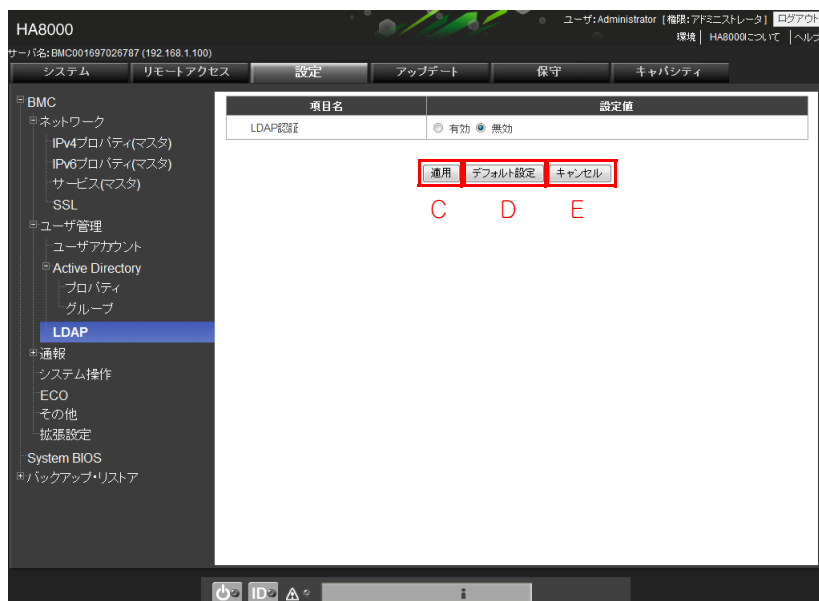 HA8000
ユーザ:Administrator [権限:アドミニストレータ] ログアウト
環境 | HA8000について | ヘルプ
サーバ名:BMC001697026787 (192.168.1.100)
システム リモートアクセス 設定 アップデート 保守 キャパシティ
BMC
ネットワーク
IPv4プロパティ(マスタ)
IPv6プロパティ(マスタ)
サービス(マスタ)
SSL
ユーザ管理
ユーザアカウント
Active Directory
プロパティ
グループ
LDAP
通報
システム操作
ECO
その他
拡張設定
System BIOS
バックアップ・リストア
項目名 設定値
LDAP認証 有効 無効
適用 デフォルト設定 キャンセル
C D E
ID i